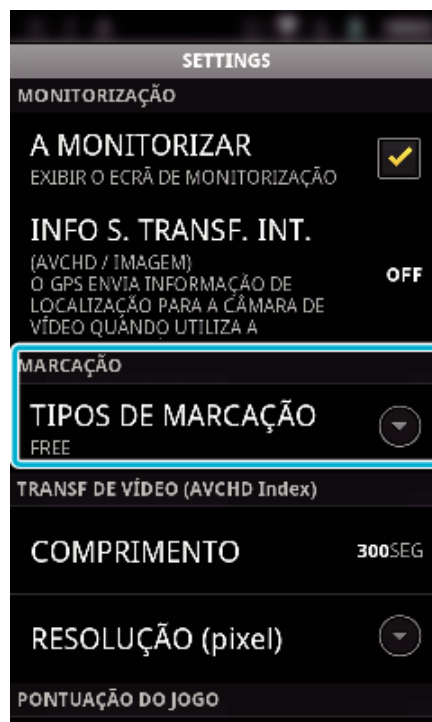 SETTINGS
MONITORIZAÇÃO
A MONITORIZAR
EXIBIR O ECRÃ DE MONITORIZAÇÃO
INFO S. TRANSF. INT.
(AVCHD / IMAGEM)
O GPS ENVIA INFORMAÇÃO DE
LOCALIZAÇÃO PARA A CÂMARA DE
VÍDEO QUANDO UTILIZA A
OFF
MARCAÇÃO
TIPOS DE MARCAÇÃO
FREE
TRANSF DE VÍDEO (AVCHD Index)
COMPRIMENTO
300SEG
RESOLUÇÃO (pixel)
PONTUAÇÃO DO JOGO